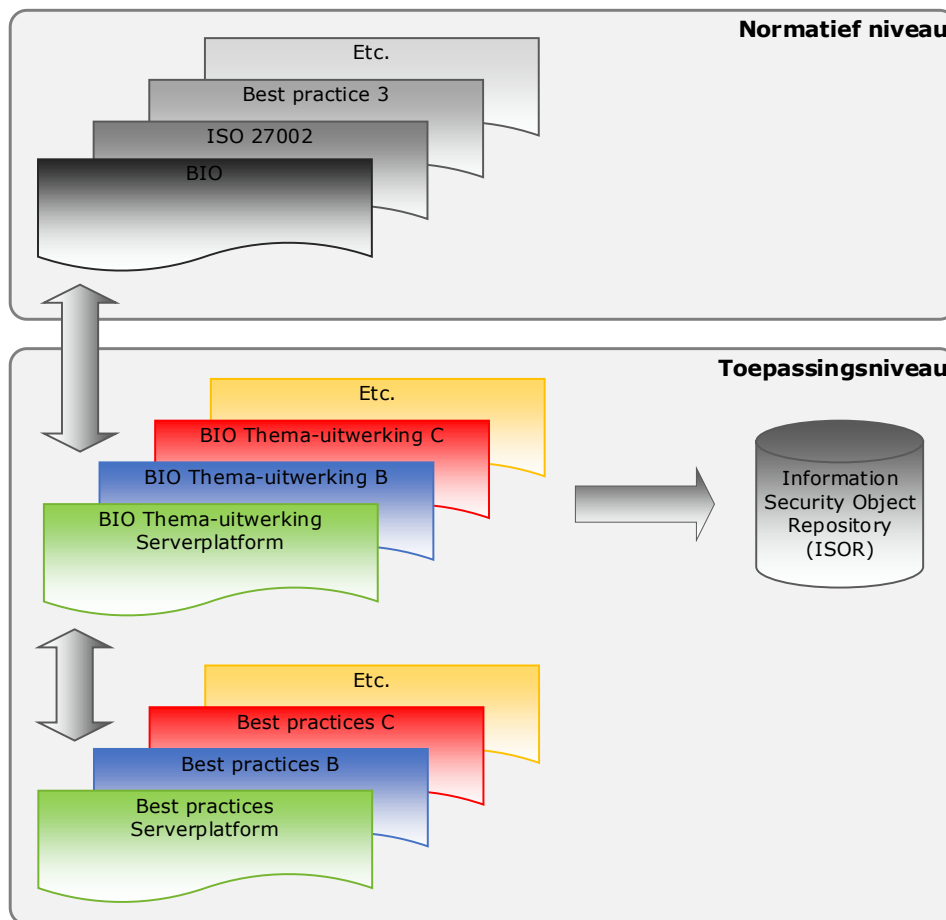 Normatief niveau
Etc.
Best practice 3
ISO 27002
BIO
Toepassingsniveau
Etc.
BIO Thema-uitwerking C
BIO Thema-uitwerking B
BIO Thema-uitwerking
Serverplatform
Information
Security Object
Repository
(ISOR)
Etc.
Best practices C
Best practices B
Best practices
Serverplatform